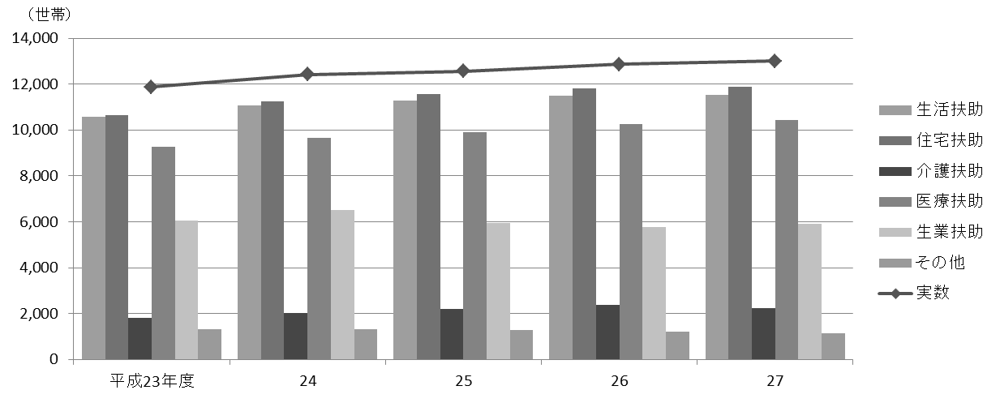 （世帯）
14,000
12,000
10,000
8,000
6,000
4,000
2,000
0
平成23年度 24 25 26 27
生活扶助
住宅扶助
介護扶助
医療扶助
生業扶助
その他
実数